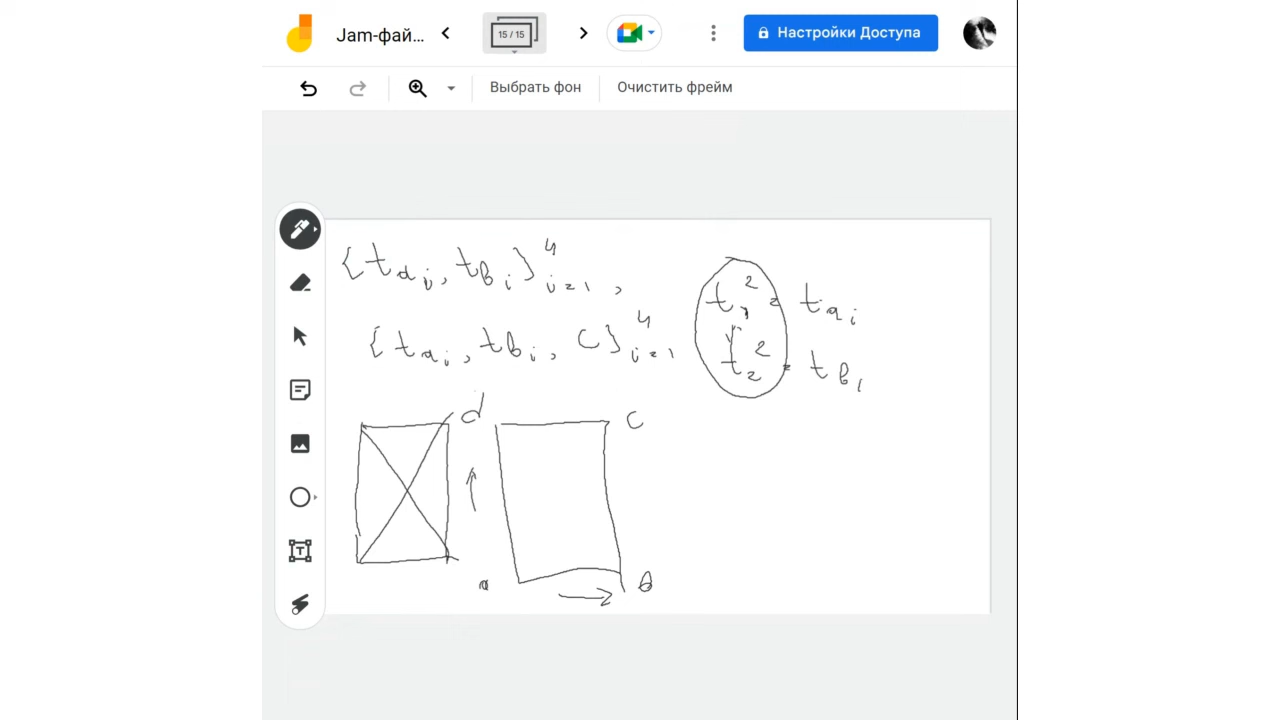 Jam-фай...
15 / 15
Настройки Доступа
Выбрать фон
Очистить фрейм
{t_{a_i}, t_{b_i}}_{i=1}^{4},
{t_{a_i}, t_{b_i}, c}_{i=1}^{4}
t_1^2 = t_{a_i}
t_2^2 = t_{b_i}
d
c
a
b
T